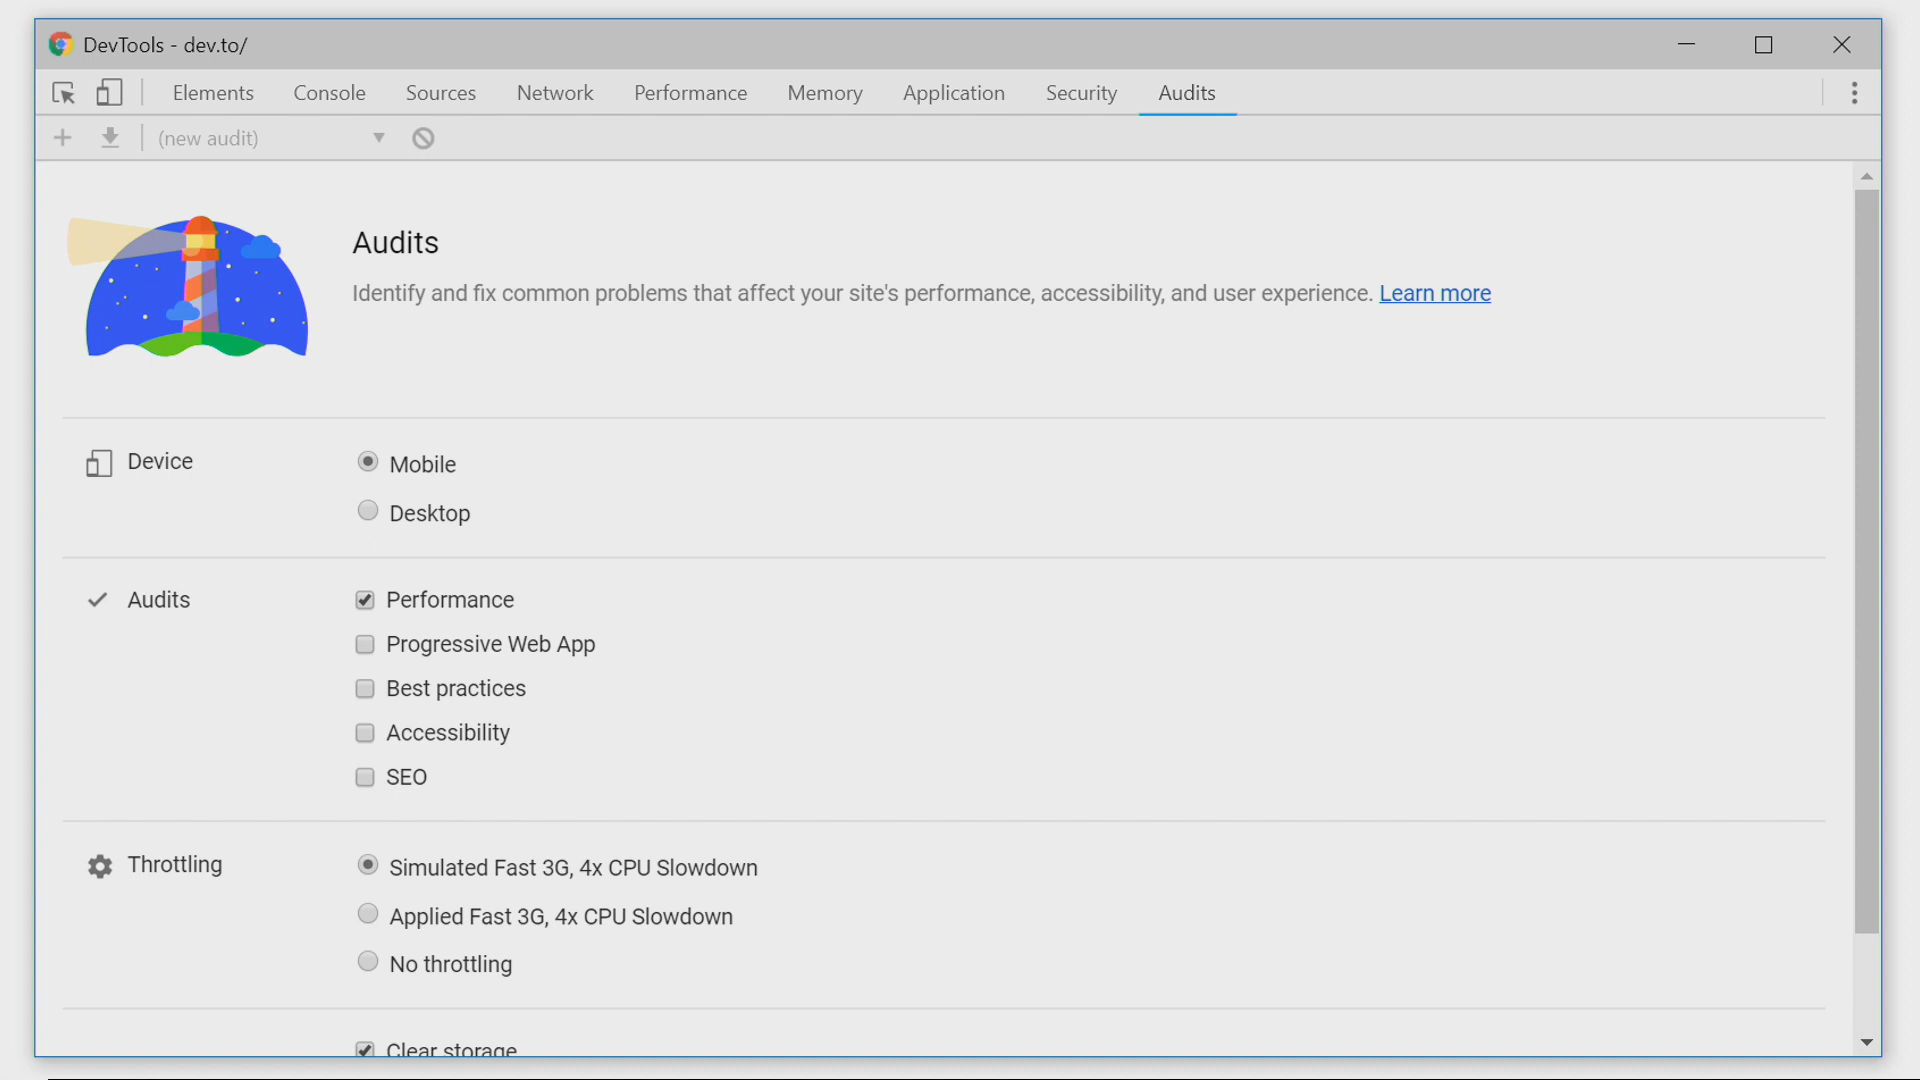 DevTools - dev.to/
Elements Console Sources Network Performance Memory Application Security Audits
(new audit)
Audits
Identify and fix common problems that affect your site's performance, accessibility, and user experience. Learn more
Device
Mobile
Desktop
Audits
Performance
Progressive Web App
Best practices
Accessibility
SEO
Throttling
Simulated Fast 3G, 4x CPU Slowdown
Applied Fast 3G, 4x CPU Slowdown
No throttling
Clear storage